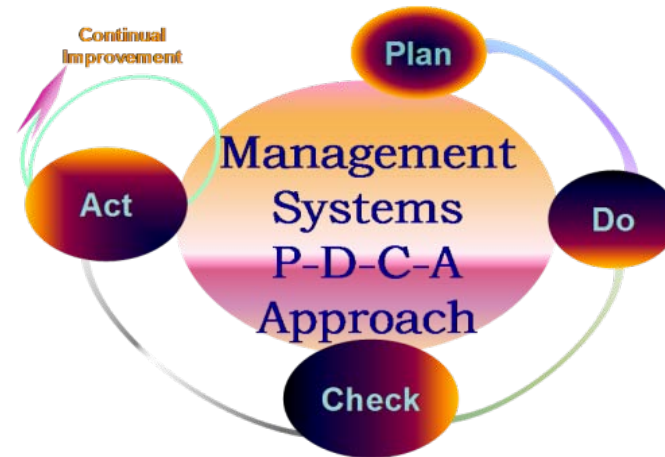 Continual
Improvement
Plan
Act
Management
Systems
P-D-C-A
Approach
Do
Check